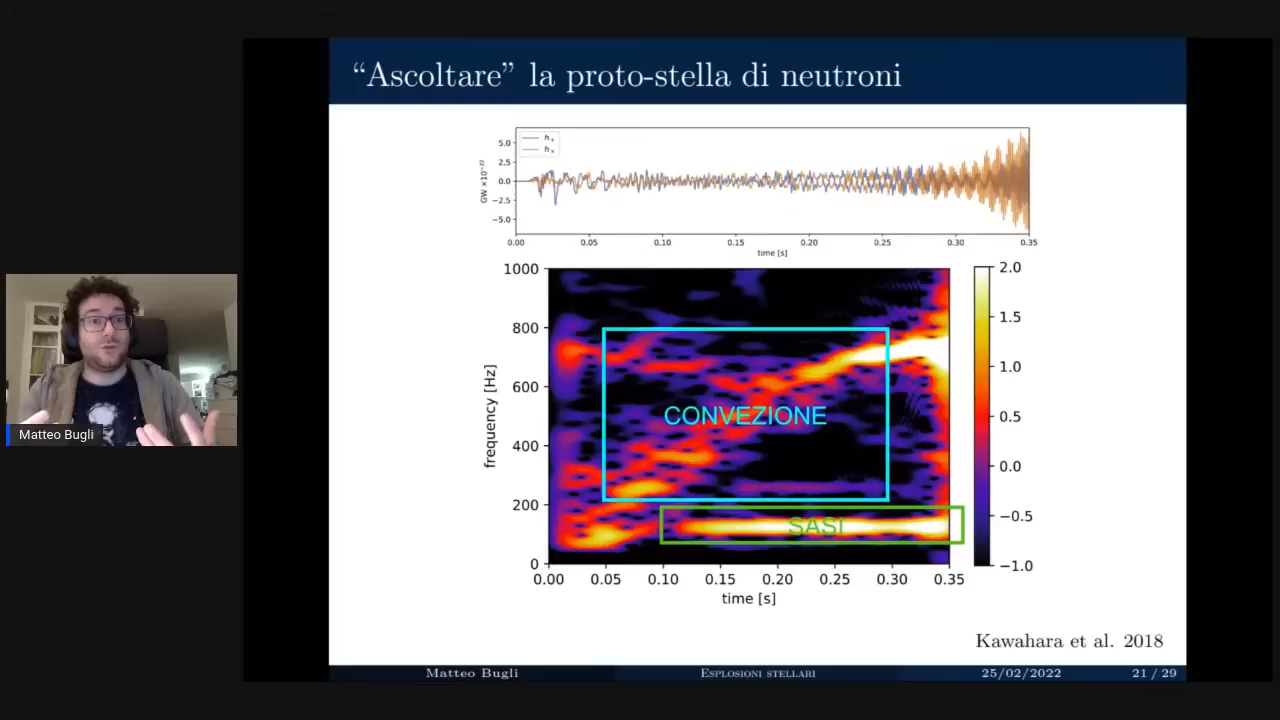 “Ascoltare” la proto-stella di neutroni
h+
h×
5.0
2.5
0.0
−2.5
−5.0
GW ×10⁻²²
0.00 0.05 0.10 0.15 0.20 0.25 0.30 0.35
time [s]
1000
800
600
400
200
0
frequency [Hz]
CONVEZIONE
SASI
0.00 0.05 0.10 0.15 0.20 0.25 0.30 0.35
time [s]
2.0
1.5
1.0
0.5
0.0
−0.5
−1.0
Matteo Bugli
Kawahara et al. 2018
Matteo Bugli Esplosioni stellari 25/02/2022 21 / 29